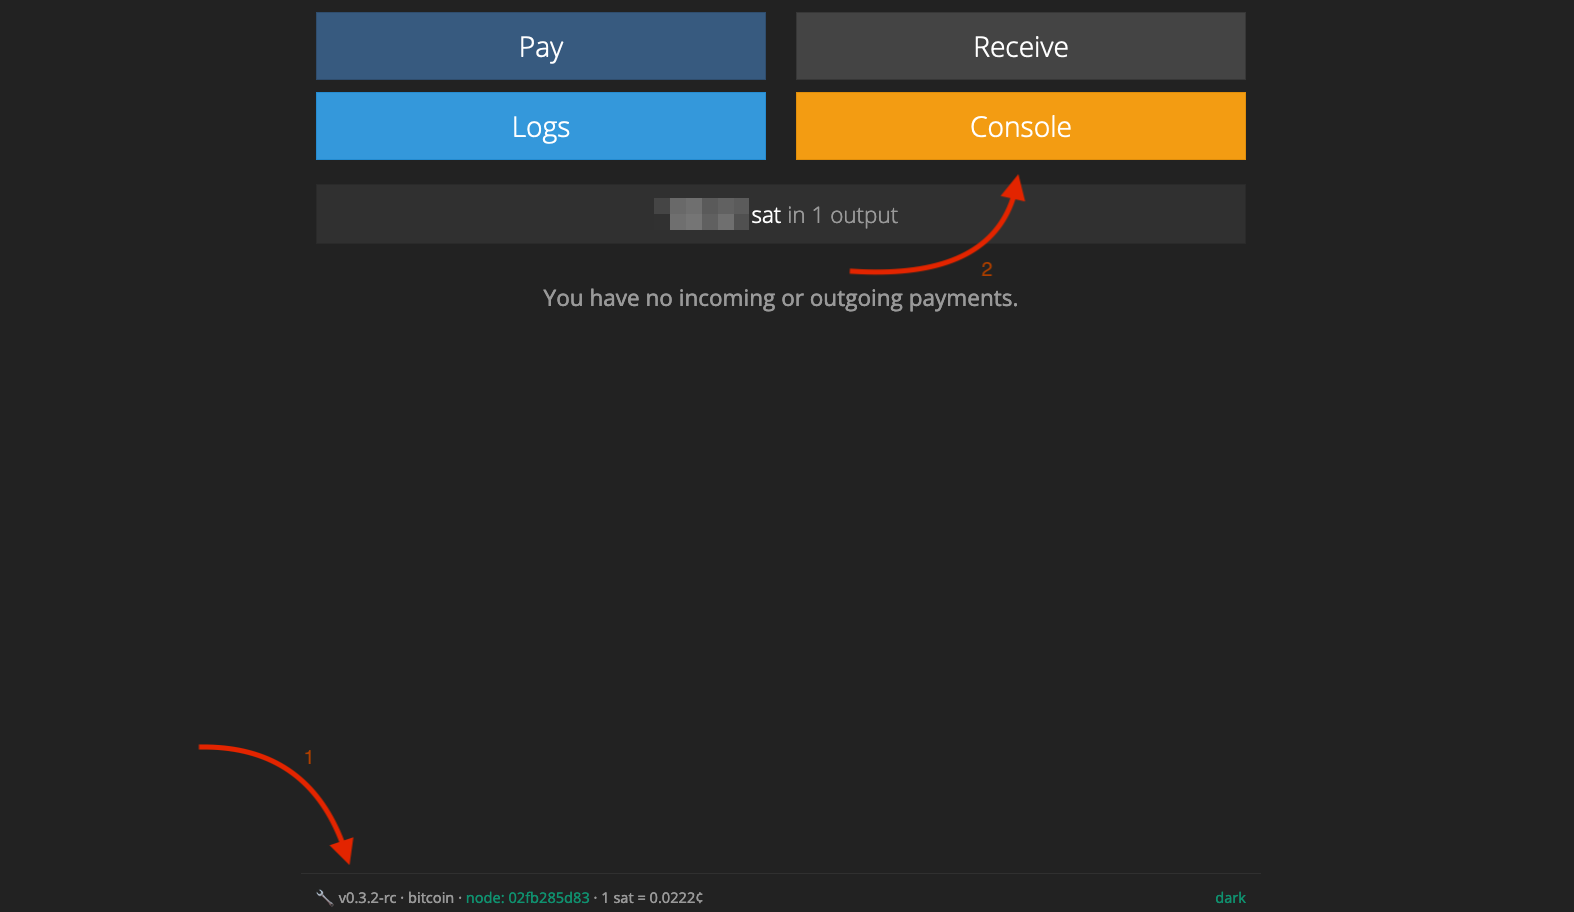 Pay
Receive
Logs
Console
sat in 1 output
2
You have no incoming or outgoing payments.
1
v0.3.2-rc · bitcoin · node: 02fb285d83 · 1 sat = 0.0222¢
dark